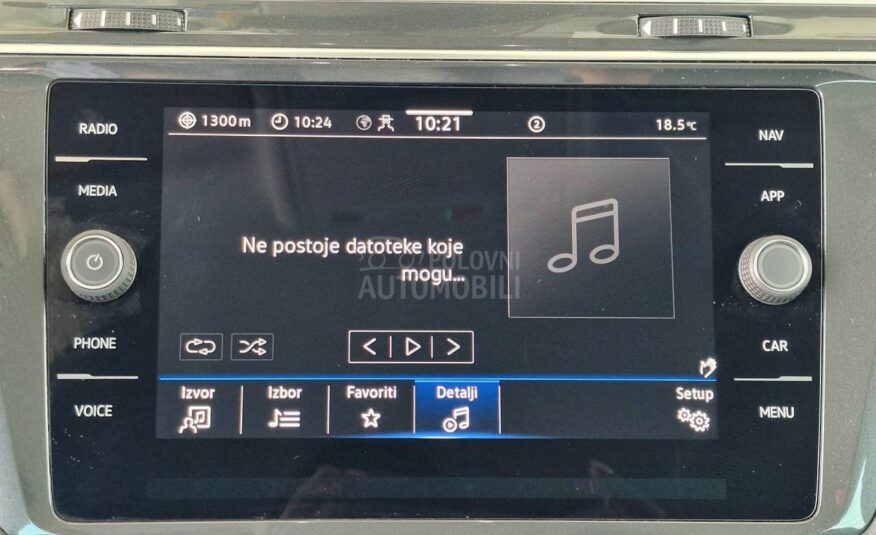 RADIO
MEDIA
PHONE
VOICE
1300m
10:24
10:21
2
18.5°C
Ne postoje datoteke koje
mogu...
POLOVNI
AUTOMOBILI
Izvor
Izbor
Favoriti
Detalji
Setup
NAV
APP
CAR
MENU